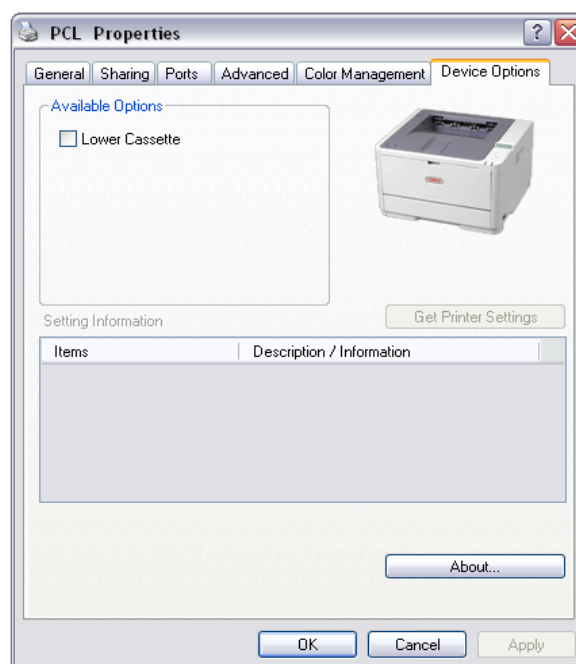 PCL Properties
?
General Sharing Ports Advanced Color Management Device Options
Available Options
Lower Cassette
Get Printer Settings
Setting Information
Items Description / Information
About...
OK Cancel Apply